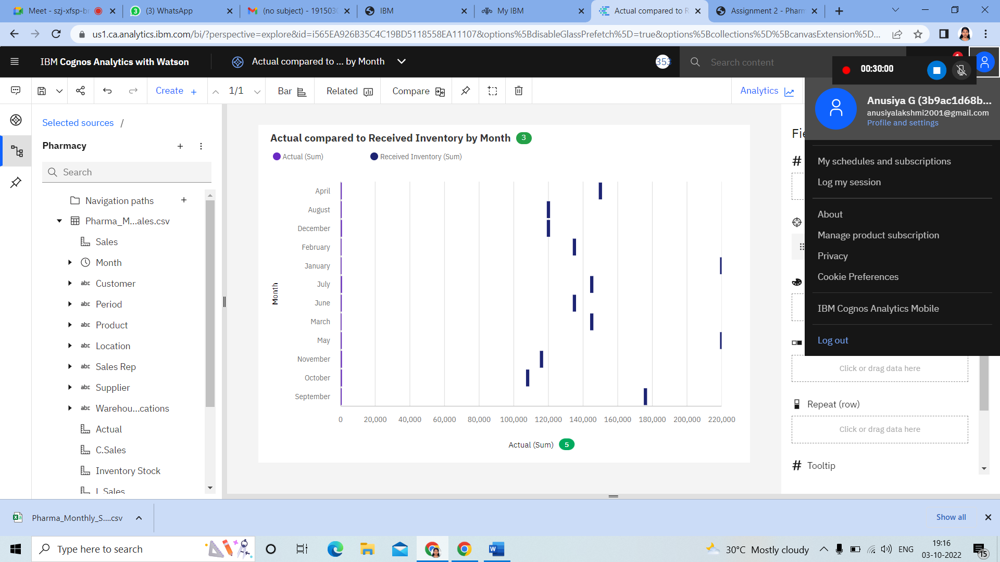 Meet - szj-xfsp-br
(3) WhatsApp
(no subject) - 1915030
IBM
My IBM
Actual compared to R
Assignment 2 - Pharm
us1.ca.analytics.ibm.com/bi/?perspective=explore&id=i565EA926B35C4C19BD5118558EA11107&options%5BdisableGlassPrefetch%5D=true&options%5Bcollections%5D%5BcanvasExtension%5D...
IBM Cognos Analytics with Watson
Actual compared to ... by Month
353
Search content
00:30:00
Create +
1/1
Bar
Related
Compare
Analytics
Anusiya G (3b9ac1d68b...
anusiyalakshmi2001@gmail.com
Profile and settings
My schedules and subscriptions
Log my session
About
Manage product subscription
Privacy
Cookie Preferences
IBM Cognos Analytics Mobile
Log out
Selected sources /
Pharmacy
Search
Navigation paths
Pharma_M...ales.csv
Sales
Month
abc Customer
abc Period
abc Product
abc Location
abc Sales Rep
abc Supplier
abc Warehou...cations
Actual
C.Sales
Inventory Stock
L.Sales
Actual compared to Received Inventory by Month 3
Actual (Sum)
Received Inventory (Sum)
Month
April
August
December
February
January
July
June
March
May
November
October
September
0
20,000
40,000
60,000
80,000
100,000
120,000
140,000
160,000
180,000
200,000
220,000
Actual (Sum) 5
Fie
Click or drag data here
Repeat (row)
Click or drag data here
# Tooltip
Pharma_Monthly_S....csv
Show all
Type here to search
30°C Mostly cloudy
ENG
19:16
03-10-2022
15